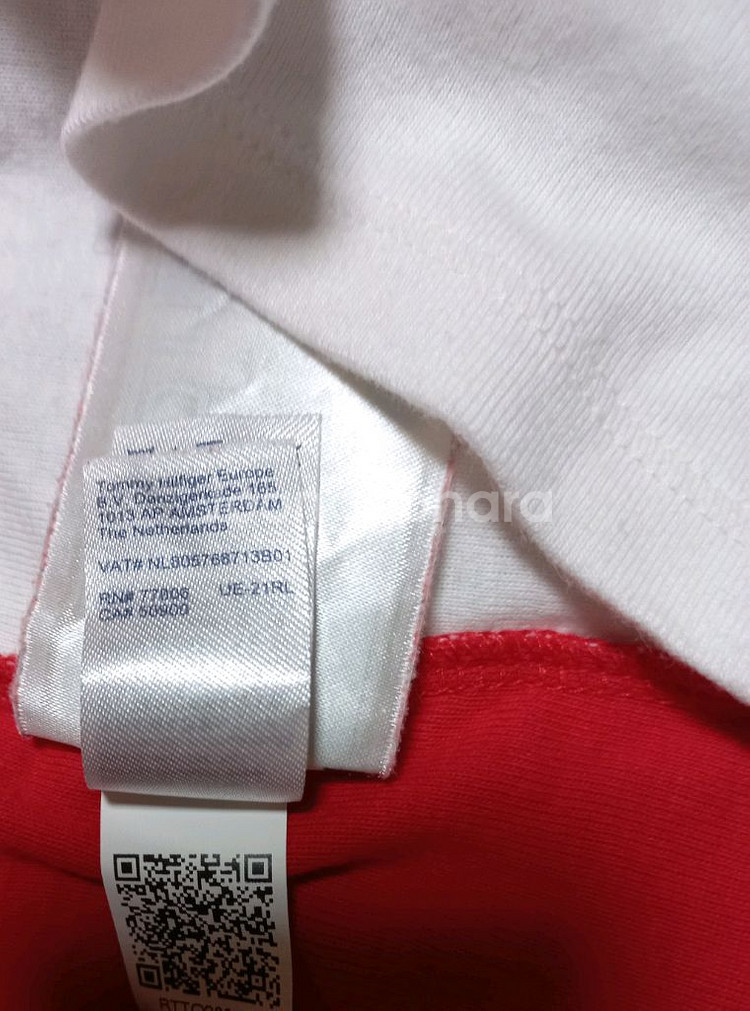 Tommy Hilfiger Europe
B.V. Danzigerkade 165
1013 AP AMSTERDAM
The Netherlands
VAT# NL805768713B01
RN# 77806 UE-21RL
CA# 50900